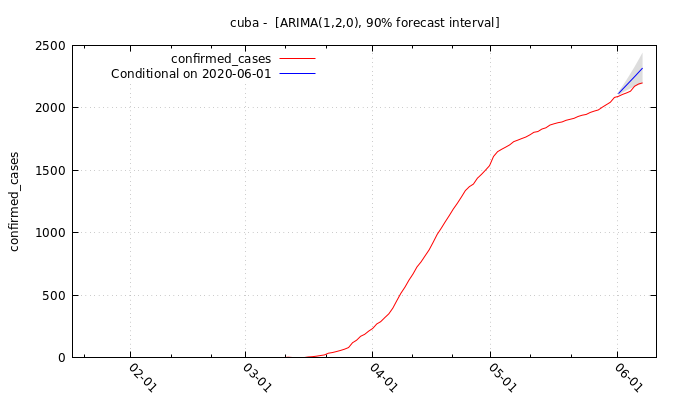 cuba -  [ARIMA(1,2,0), 90% forecast interval]
confirmed_cases
Conditional on 2020-06-01
confirmed_cases
2500
2000
1500
1000
500
0
02-01
03-01
04-01
05-01
06-01